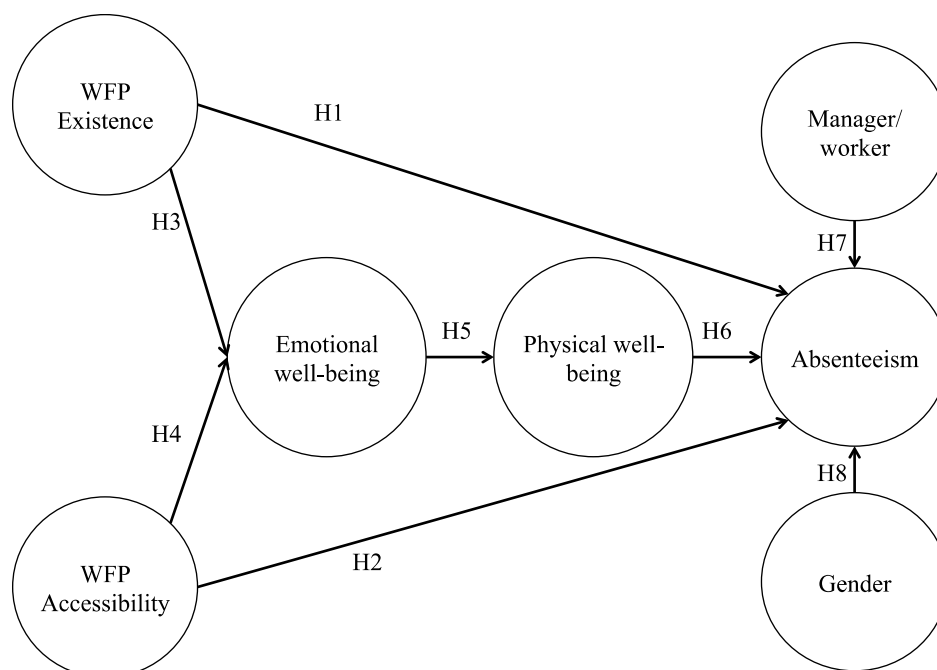 WFP
Existence
H1
Manager/
worker
H3
H7
Emotional
well-being
H5
Physical well-
being
H6
Absenteeism
H4
H8
H2
WFP
Accessibility
Gender